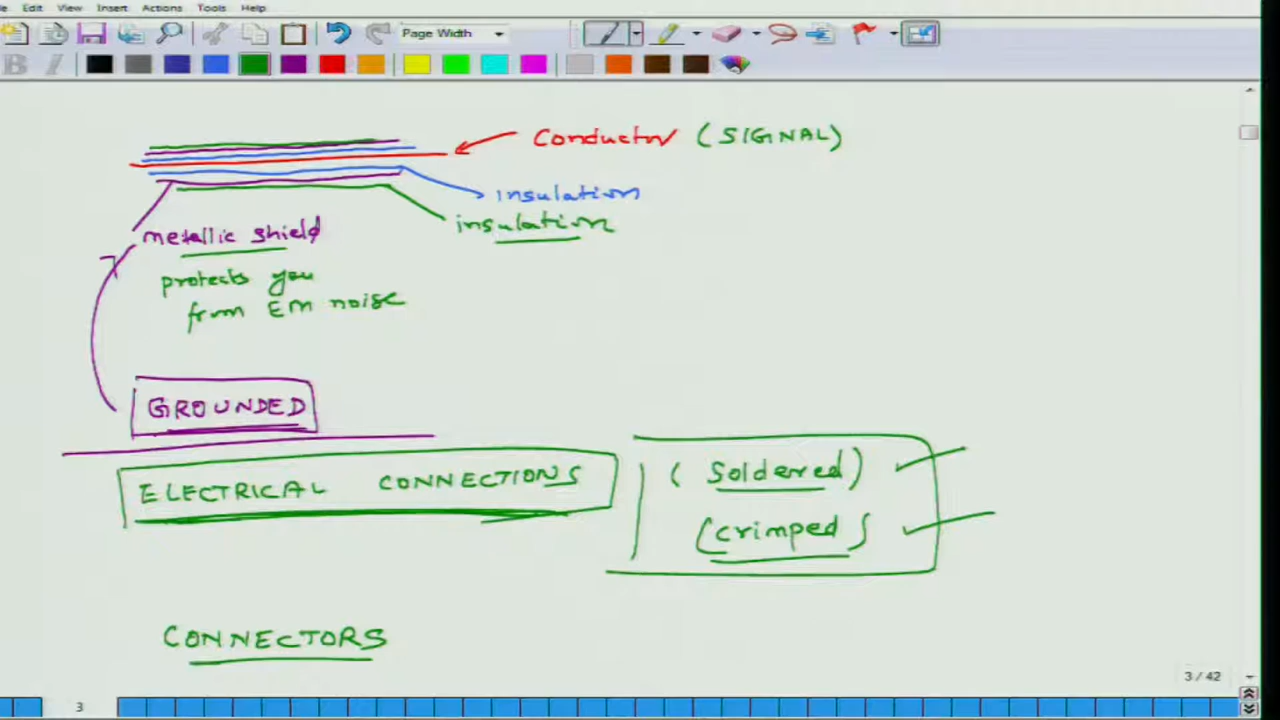 Edit View Insert Actions Tools Help
Page Width
B I
Conductor (SIGNAL)
insulation
insulation
metallic shield
protects you
from EM noise
GROUNDED
ELECTRICAL CONNECTIONS
(Soldered)
(crimped)
CONNECTORS
3 / 42
3